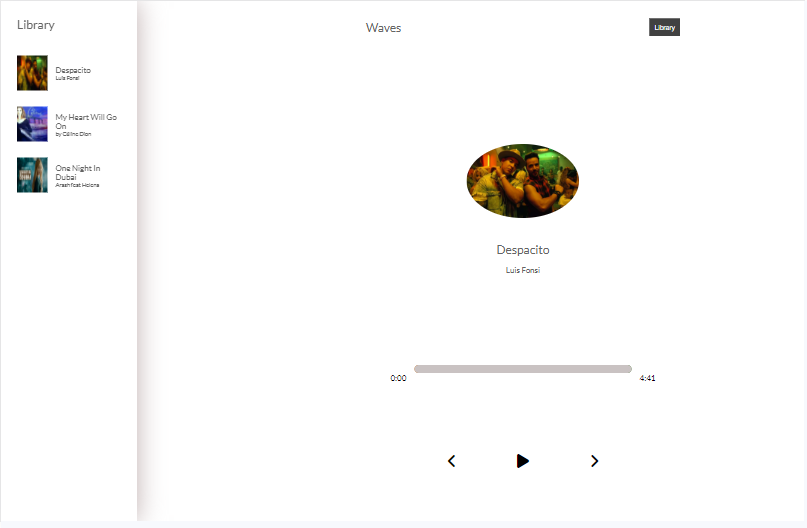 Library
Despacito
Luis Fonsi
My Heart Will Go
On
by Céline Dion
One Night In
Dubai
Arash feat Helena
Waves
Library
Despacito
Luis Fonsi
0:00
4:41